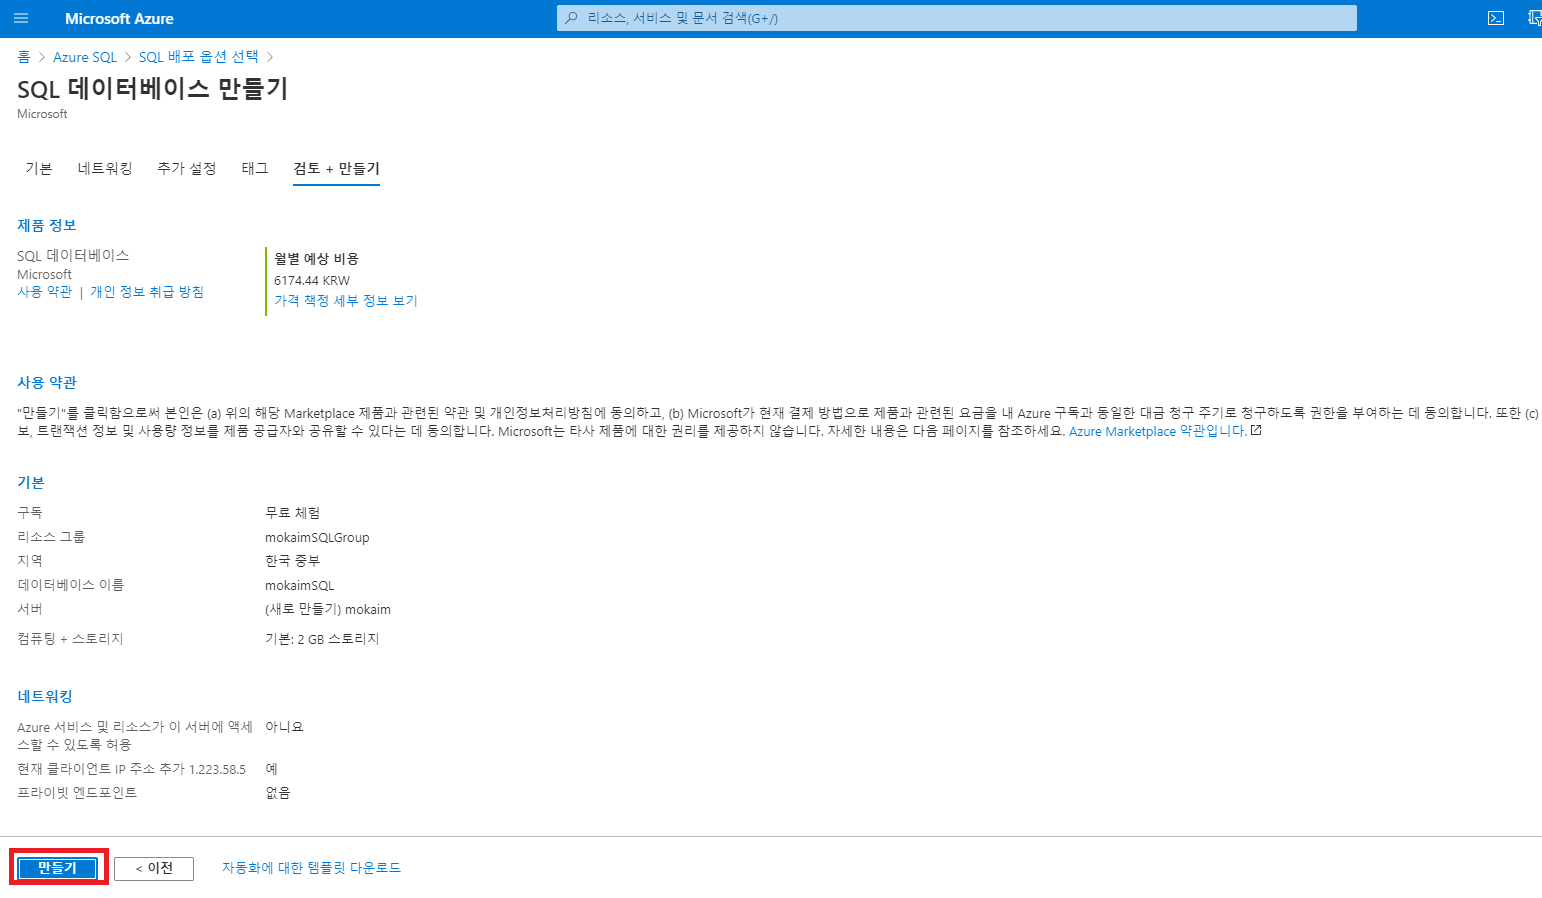 Microsoft Azure
리소스, 서비스 및 문서 검색(G+/)
홈 > Azure SQL > SQL 배포 옵션 선택 >
SQL 데이터베이스 만들기
Microsoft
기본 네트워킹 추가 설정 태그 검토 + 만들기
제품 정보
SQL 데이터베이스
Microsoft
사용 약관 | 개인 정보 취급 방침
월별 예상 비용
6174.44 KRW
가격 책정 세부 정보 보기
사용 약관
"만들기"를 클릭함으로써 본인은 (a) 위의 해당 Marketplace 제품과 관련된 약관 및 개인정보처리방침에 동의하고, (b) Microsoft가 현재 결제 방법으로 제품과 관련된 요금을 내 Azure 구독과 동일한 대금 청구 주기로 청구하도록 권한을 부여하는 데 동의합니다. 또한 (c)
보, 트랜잭션 정보 및 사용량 정보를 제품 공급자와 공유할 수 있다는 데 동의합니다. Microsoft는 타사 제품에 대한 권리를 제공하지 않습니다. 자세한 내용은 다음 페이지를 참조하세요. Azure Marketplace 약관입니다.
기본
구독 무료 체험
리소스 그룹 mokaimSQLGroup
지역 한국 중부
데이터베이스 이름 mokaimSQL
서버 (새로 만들기) mokaim
컴퓨팅 + 스토리지 기본: 2 GB 스토리지
네트워킹
Azure 서비스 및 리소스가 이 서버에 액세 아니요
스할 수 있도록 허용
현재 클라이언트 IP 주소 추가 1.223.58.5 예
프라이빗 엔드포인트 없음
만들기 < 이전 자동화에 대한 템플릿 다운로드